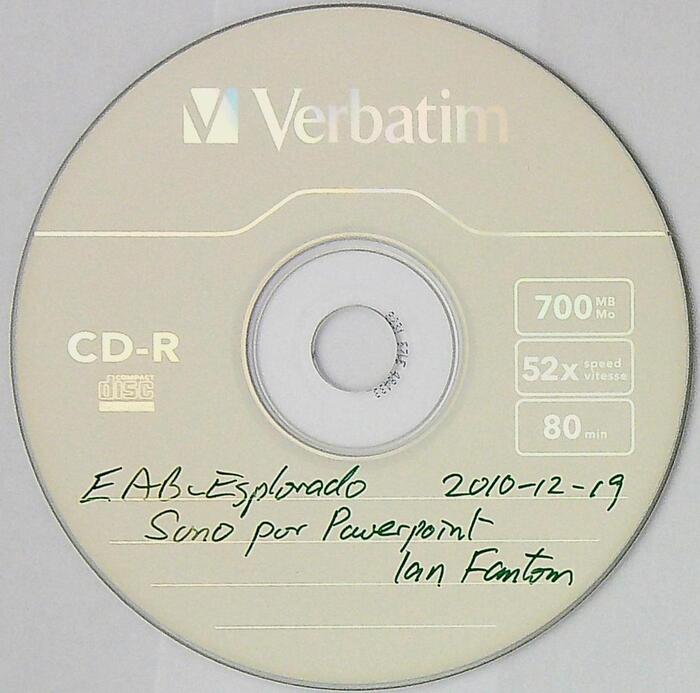 Verbatim
CD-R
COMPACT
disc
700 MB Mo
52x speed vitesse
80 min
EAB-Esplorado 2010-12-19
Sono por Powerpoint
Ian Fantom